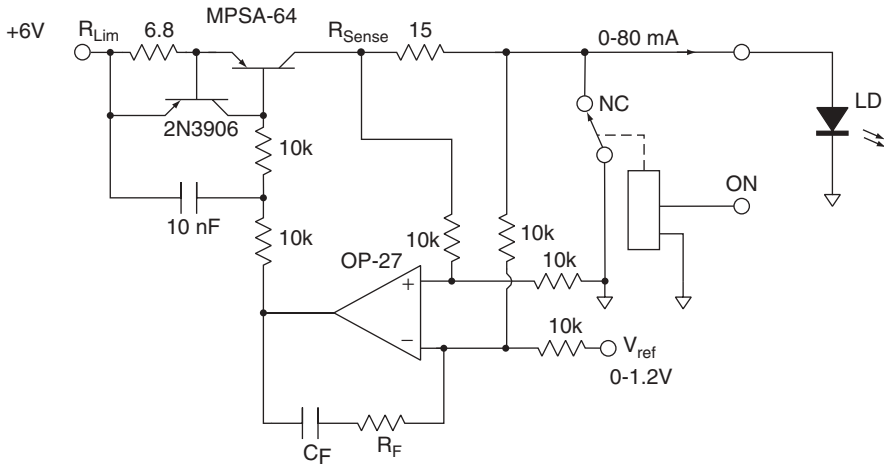 MPSA-64
+6V
R_Lim
6.8
R_Sense
15
0-80 mA
NC
LD
2N3906
10k
ON
10 nF
10k
10k
10k
OP-27
+
10k
−
10k
V_ref
0-1.2V
C_F
R_F